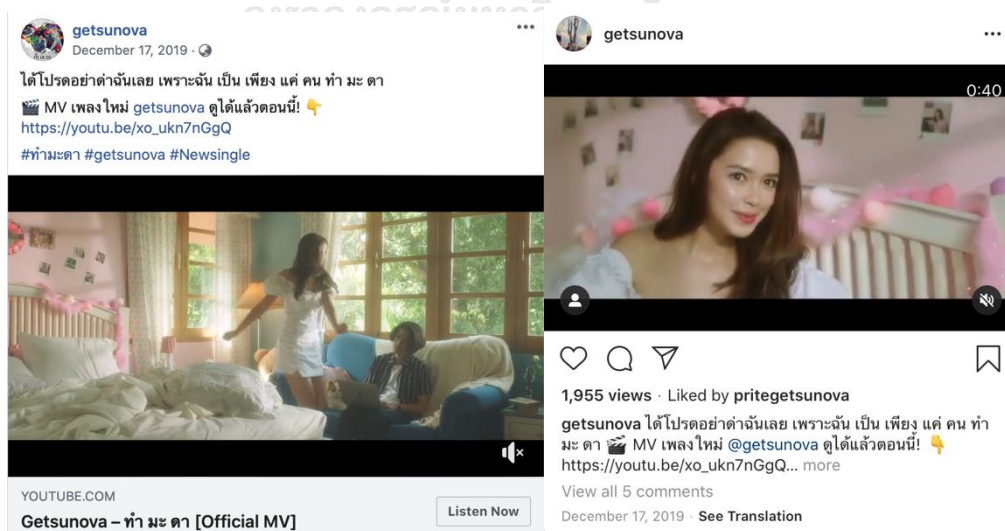 getsunova
December 17, 2019
ได้โปรดอย่าด่าฉันเลย เพราะฉัน เป็น เพียง แค่ คน ทำ มะ ดา
🎬 MV เพลงใหม่ getsunova ดูได้แล้วตอนนี้! 👇
https://youtu.be/xo_ukn7nGgQ
#ทำมะดา #getsunova #Newsingle
YOUTUBE.COM
Getsunova – ทำ มะ ดา [Official MV]
Listen Now
getsunova
0:40
1,955 views · Liked by pritegetsunova
getsunova ได้โปรดอย่าด่าฉันเลย เพราะฉัน เป็น เพียง แค่ คน ทำ
มะ ดา 🎬 MV เพลงใหม่ @getsunova ดูได้แล้วตอนนี้! 👇
https://youtu.be/xo_ukn7nGgQ... more
View all 5 comments
December 17, 2019 · See Translation